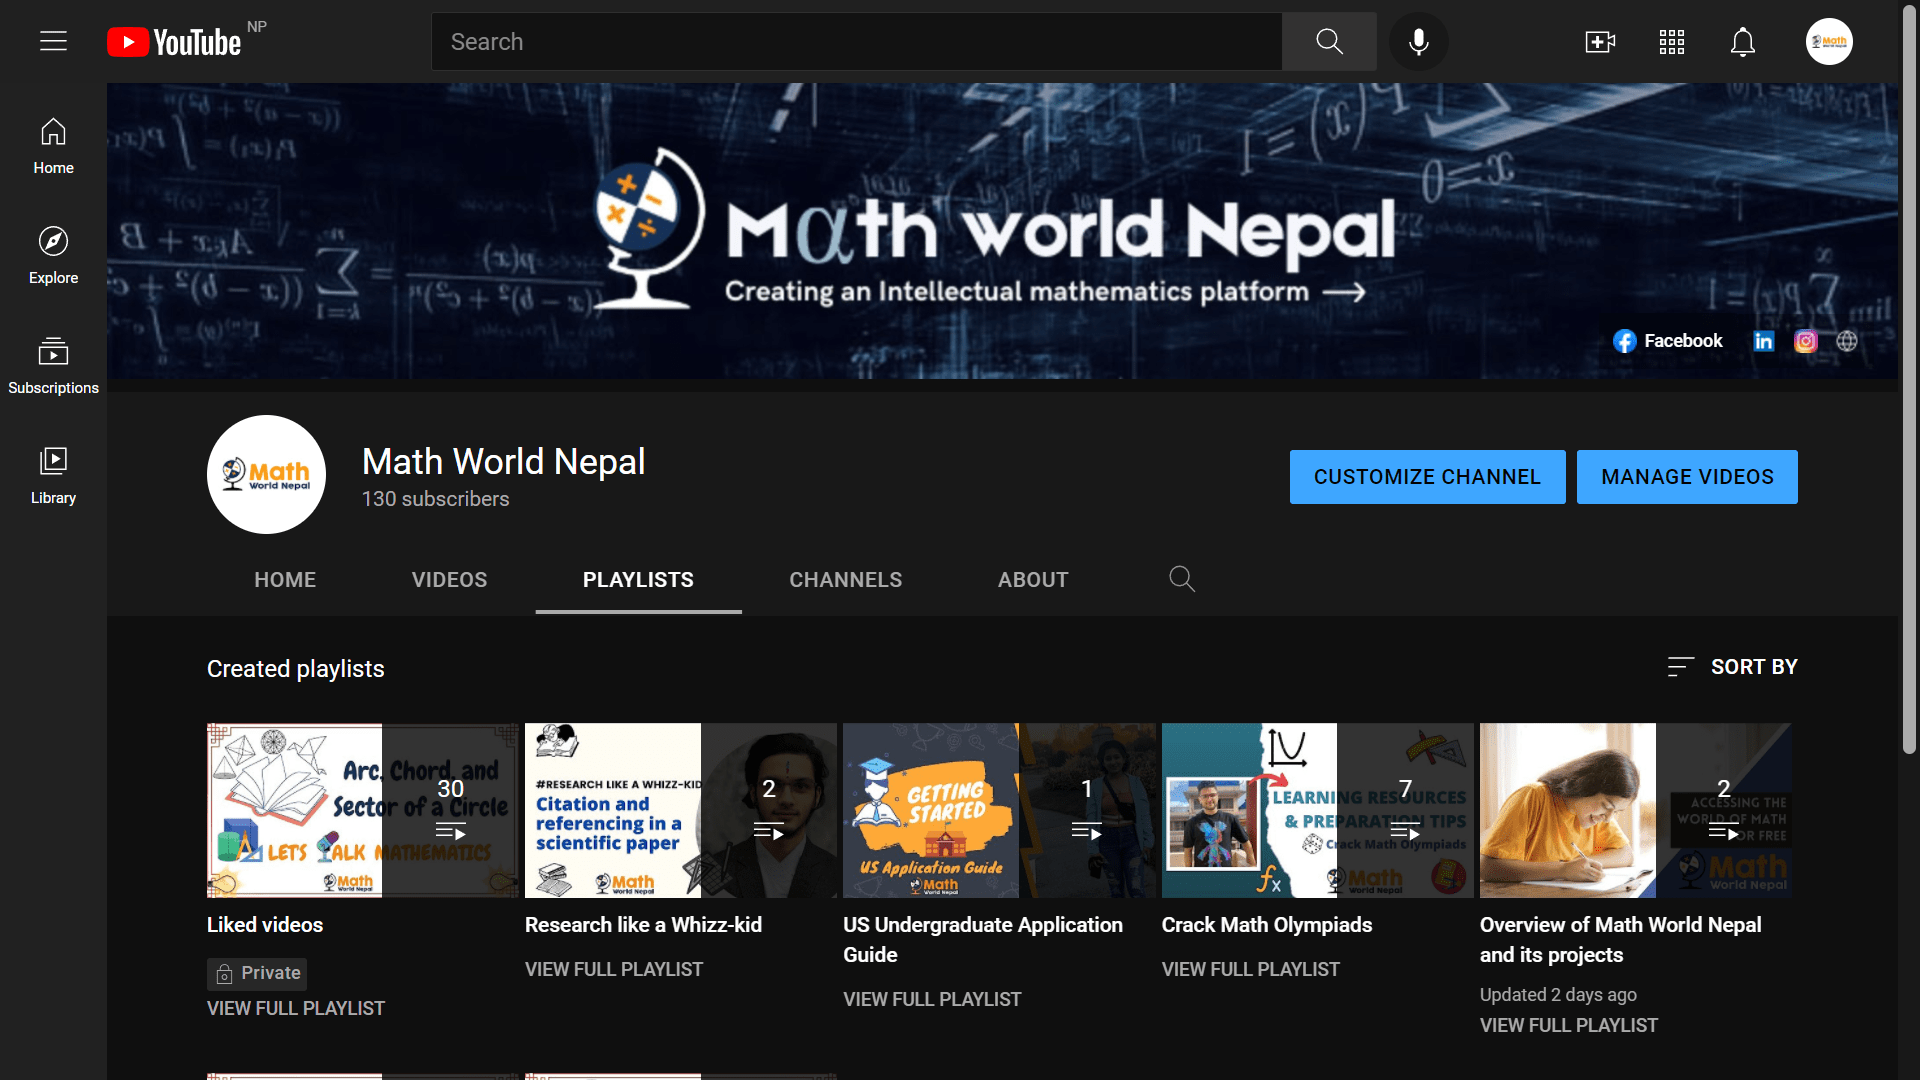 YouTube NP
Search
Home
Explore
Subscriptions
Library
Mαth world Nepal
Creating an Intellectual mathematics platform
Facebook
Math
World Nepal
Math World Nepal
130 subscribers
CUSTOMIZE CHANNEL
MANAGE VIDEOS
HOME
VIDEOS
PLAYLISTS
CHANNELS
ABOUT
Created playlists
SORT BY
Arc, Chord, and
Sector of a Circle
30
LETS TALK MATHEMATICS
Math
World Nepal
Liked videos
Private
VIEW FULL PLAYLIST
#RESEARCH LIKE A WHIZZ-KID
Citation and
referencing in a
scientific paper
2
Math
World Nepal
Research like a Whizz-kid
VIEW FULL PLAYLIST
GETTING
STARTED
1
US Application Guide
Math
World Nepal
US Undergraduate Application
Guide
VIEW FULL PLAYLIST
7
LEARNING RESOURCES
& PREPARATION TIPS
Crack Math Olympiads
fx
Math
World Nepal
Crack Math Olympiads
VIEW FULL PLAYLIST
2
ACCESSING THE
WORLD OF MATH
FOR FREE
Math
World Nepal
Overview of Math World Nepal
and its projects
Updated 2 days ago
VIEW FULL PLAYLIST